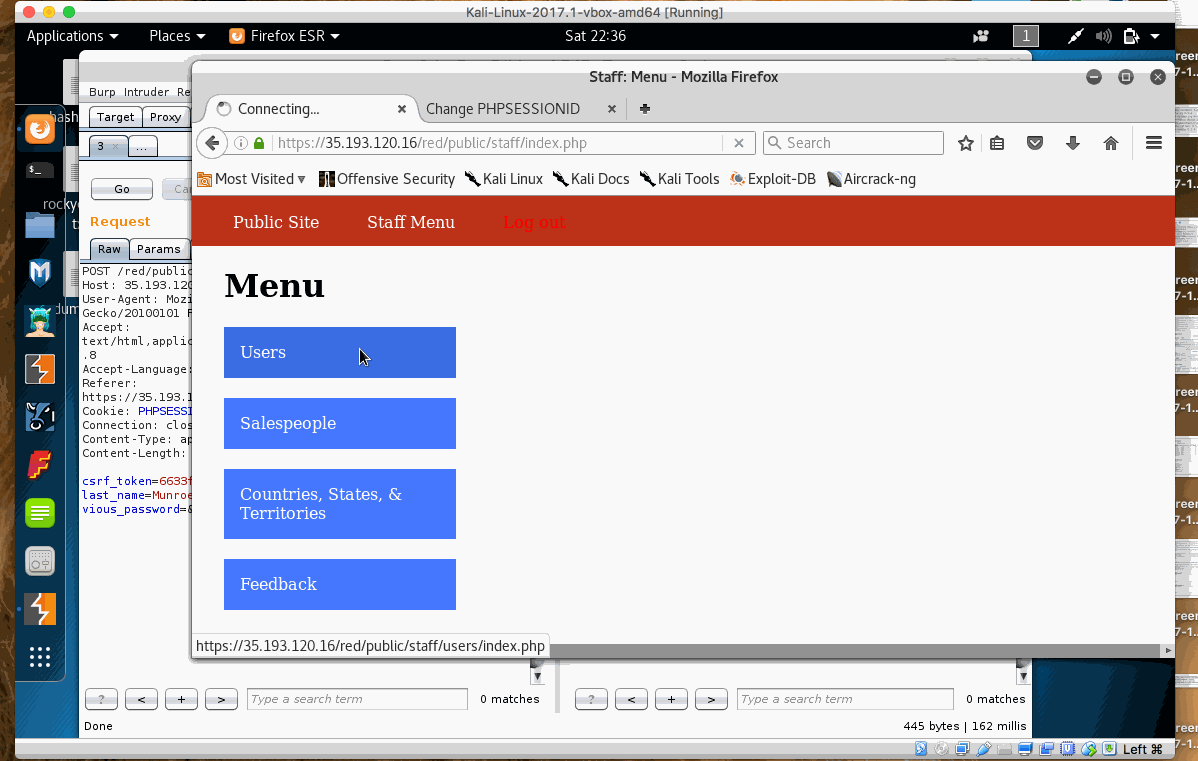 Kali-Linux-2017.1-vbox-amd64 [Running]
Applications Places Firefox ESR Sat 22:36 1
Staff: Menu - Mozilla Firefox
Burp Intruder Re
Connecting... Change PHPSESSIONID
Target Proxy
https://35.193.120.16/red/public/staff/index.php Search
3 ...
Most Visited Offensive Security Kali Linux Kali Docs Kali Tools Exploit-DB Aircrack-ng
Go
Public Site Staff Menu Log out
Request
Raw Params
Menu
POST /red/public
Host: 35.193.120
User-Agent: Mozi
Gecko/20100101 F
Accept:
text/html,applic
.8
Accept-Language
Referer:
https://35.193.1
Cookie: PHPSESSI
Connection: clos
Content-Type: ap
Content-Length.
csrf_token=6633f
last_name=Munroe
vious_password=&
Users
Salespeople
Countries, States, &
Territories
Feedback
https://35.193.120.16/red/public/staff/users/index.php
? < + > Type a search term 0 matches ? < + > Type a search term 0 matches
Done 445 bytes | 162 millis
Left ⌘